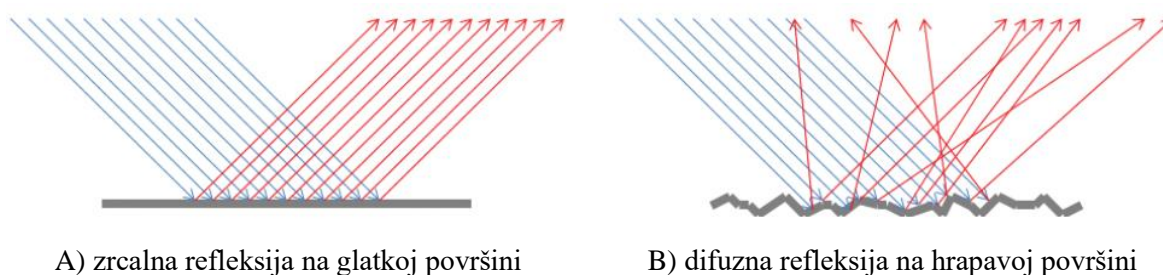 A) zrcalna refleksija na glatkoj površini
B) difuzna refleksija na hrapavoj površini